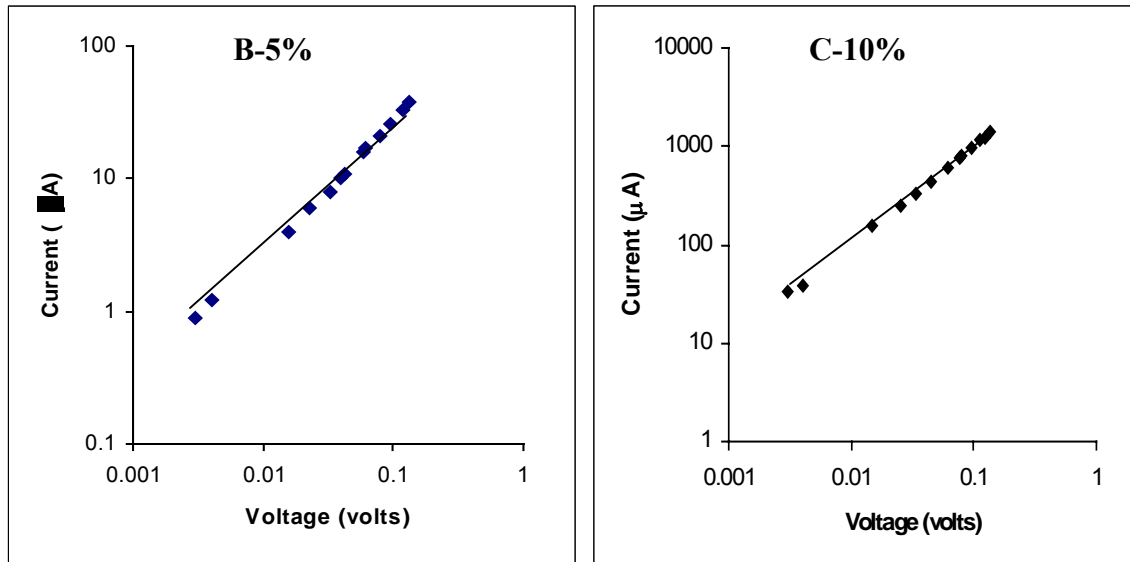 B-5%
100
10
1
0.1
0.001 0.01 0.1 1
Current ( A)
Voltage (volts)
C-10%
10000
1000
100
10
1
0.001 0.01 0.1 1
Current (μ A)
Voltage (volts)